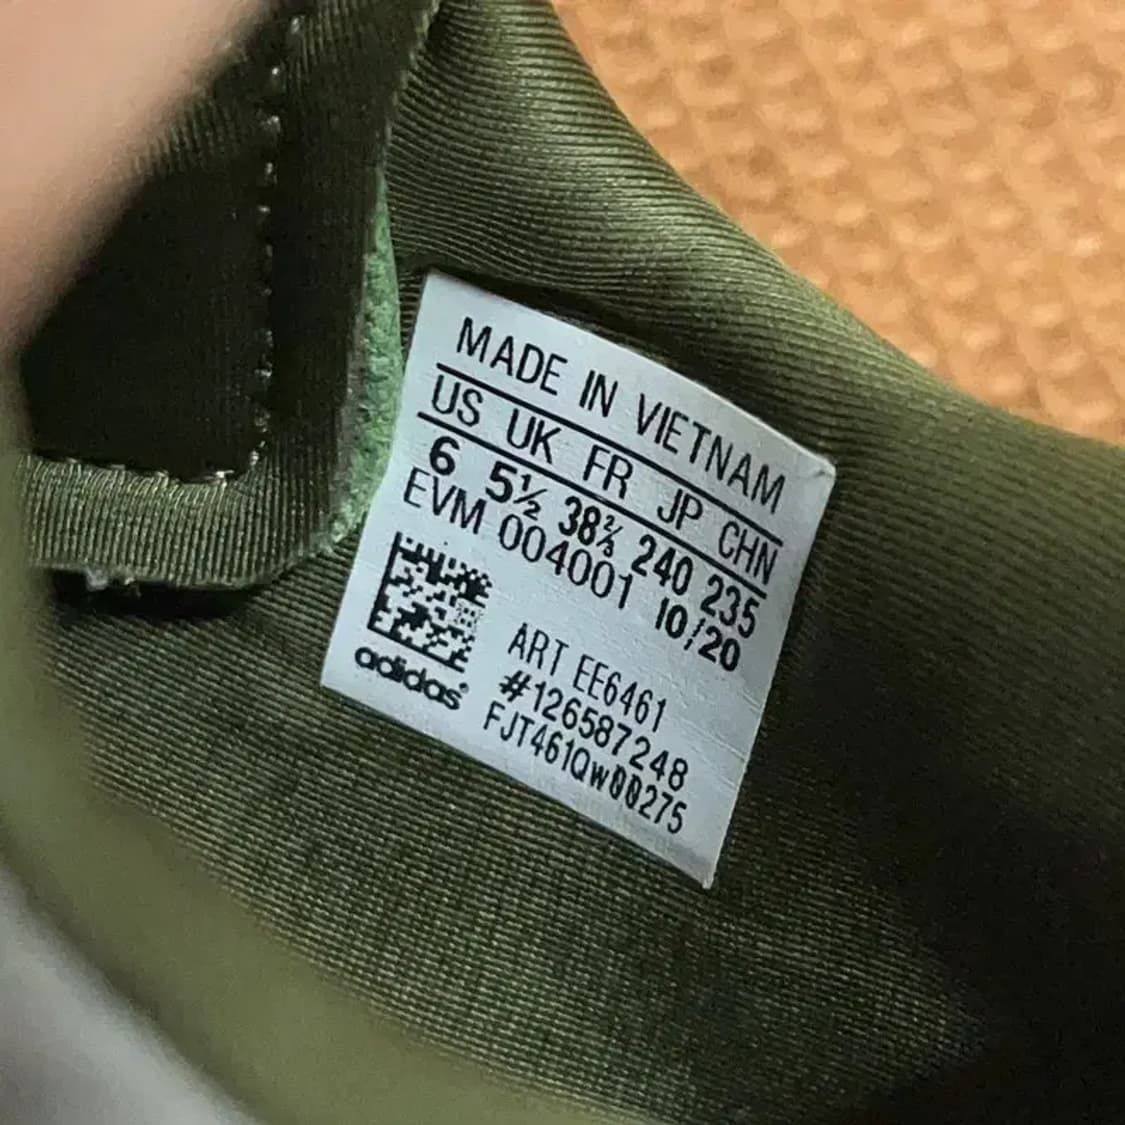 MADE IN VIETNAM
US UK FR JP CHN
6 5½ 38⅔ 240 235
EVM 004001 10/20
ART EE6461
#126587248
FJT461Qw00275
adidas